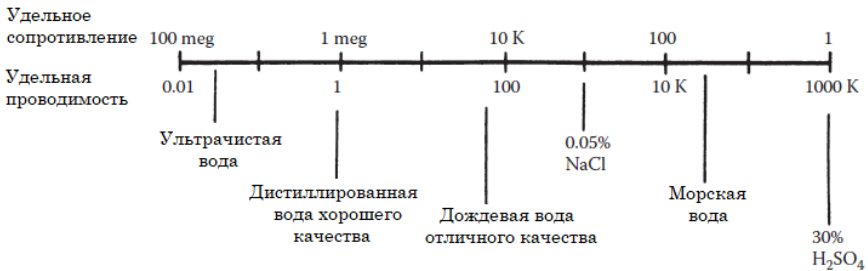 Удельное
сопротивление
100 meg 1 meg 10 K 100 1
Удельная
проводимость
0.01 1 100 10 K 1000 K
Ультрачистая
вода
0.05%
NaCl
Дистиллированная
вода хорошего
качества
Дождевая вода
отличного качества
Морская
вода
30%
H₂SO₄